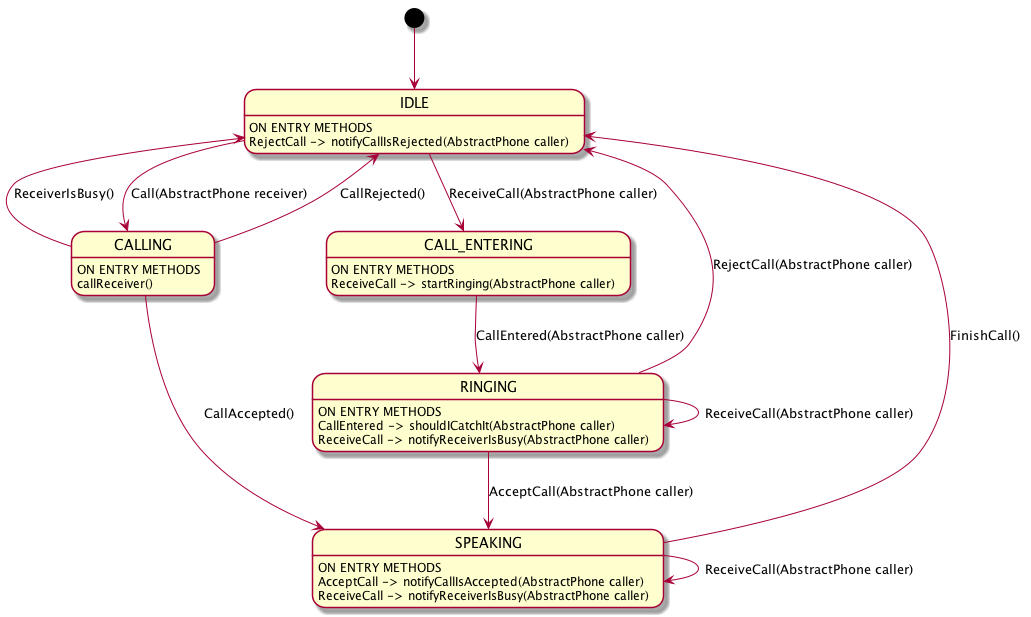 IDLE
ON ENTRY METHODS
RejectCall -> notifyCallIsRejected(AbstractPhone caller)
ReceiverIsBusy()
Call(AbstractPhone receiver)
CallRejected()
ReceiveCall(AbstractPhone caller)
CALLING
ON ENTRY METHODS
callReceiver()
CALL_ENTERING
ON ENTRY METHODS
ReceiveCall -> startRinging(AbstractPhone caller)
RejectCall(AbstractPhone caller)
CallEntered(AbstractPhone caller)
FinishCall()
RINGING
ON ENTRY METHODS
CallEntered -> shouldICatchIt(AbstractPhone caller)
ReceiveCall -> notifyReceiverIsBusy(AbstractPhone caller)
CallAccepted()
ReceiveCall(AbstractPhone caller)
AcceptCall(AbstractPhone caller)
SPEAKING
ON ENTRY METHODS
AcceptCall -> notifyCallIsAccepted(AbstractPhone caller)
ReceiveCall -> notifyReceiverIsBusy(AbstractPhone caller)
ReceiveCall(AbstractPhone caller)